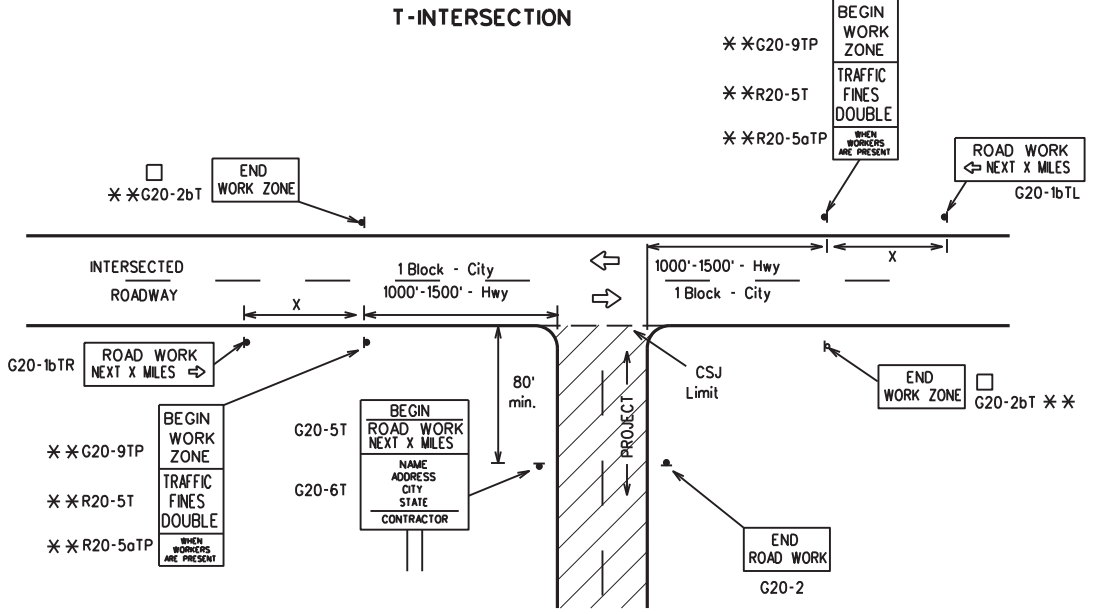 T-INTERSECTION
BEGIN
WORK
ZONE
TRAFFIC
FINES
DOUBLE
WHEN
WORKERS
ARE PRESENT
**G20-9TP
**R20-5T
**R20-5aTP
ROAD WORK
⇦ NEXT X MILES
G20-1bTL
□
**G20-2bT
END
WORK ZONE
INTERSECTED
ROADWAY
1 Block - City
1000'-1500' - Hwy
1000'-1500' - Hwy
1 Block - City
X
X
G20-1bTR
ROAD WORK
NEXT X MILES ⇨
80'
min.
PROJECT
CSJ
Limit
END
WORK ZONE
□
G20-2bT **
**G20-9TP
**R20-5T
**R20-5aTP
BEGIN
WORK
ZONE
TRAFFIC
FINES
DOUBLE
WHEN
WORKERS
ARE PRESENT
G20-5T
G20-6T
BEGIN
ROAD WORK
NEXT X MILES
NAME
ADDRESS
CITY
STATE
CONTRACTOR
END
ROAD WORK
G20-2